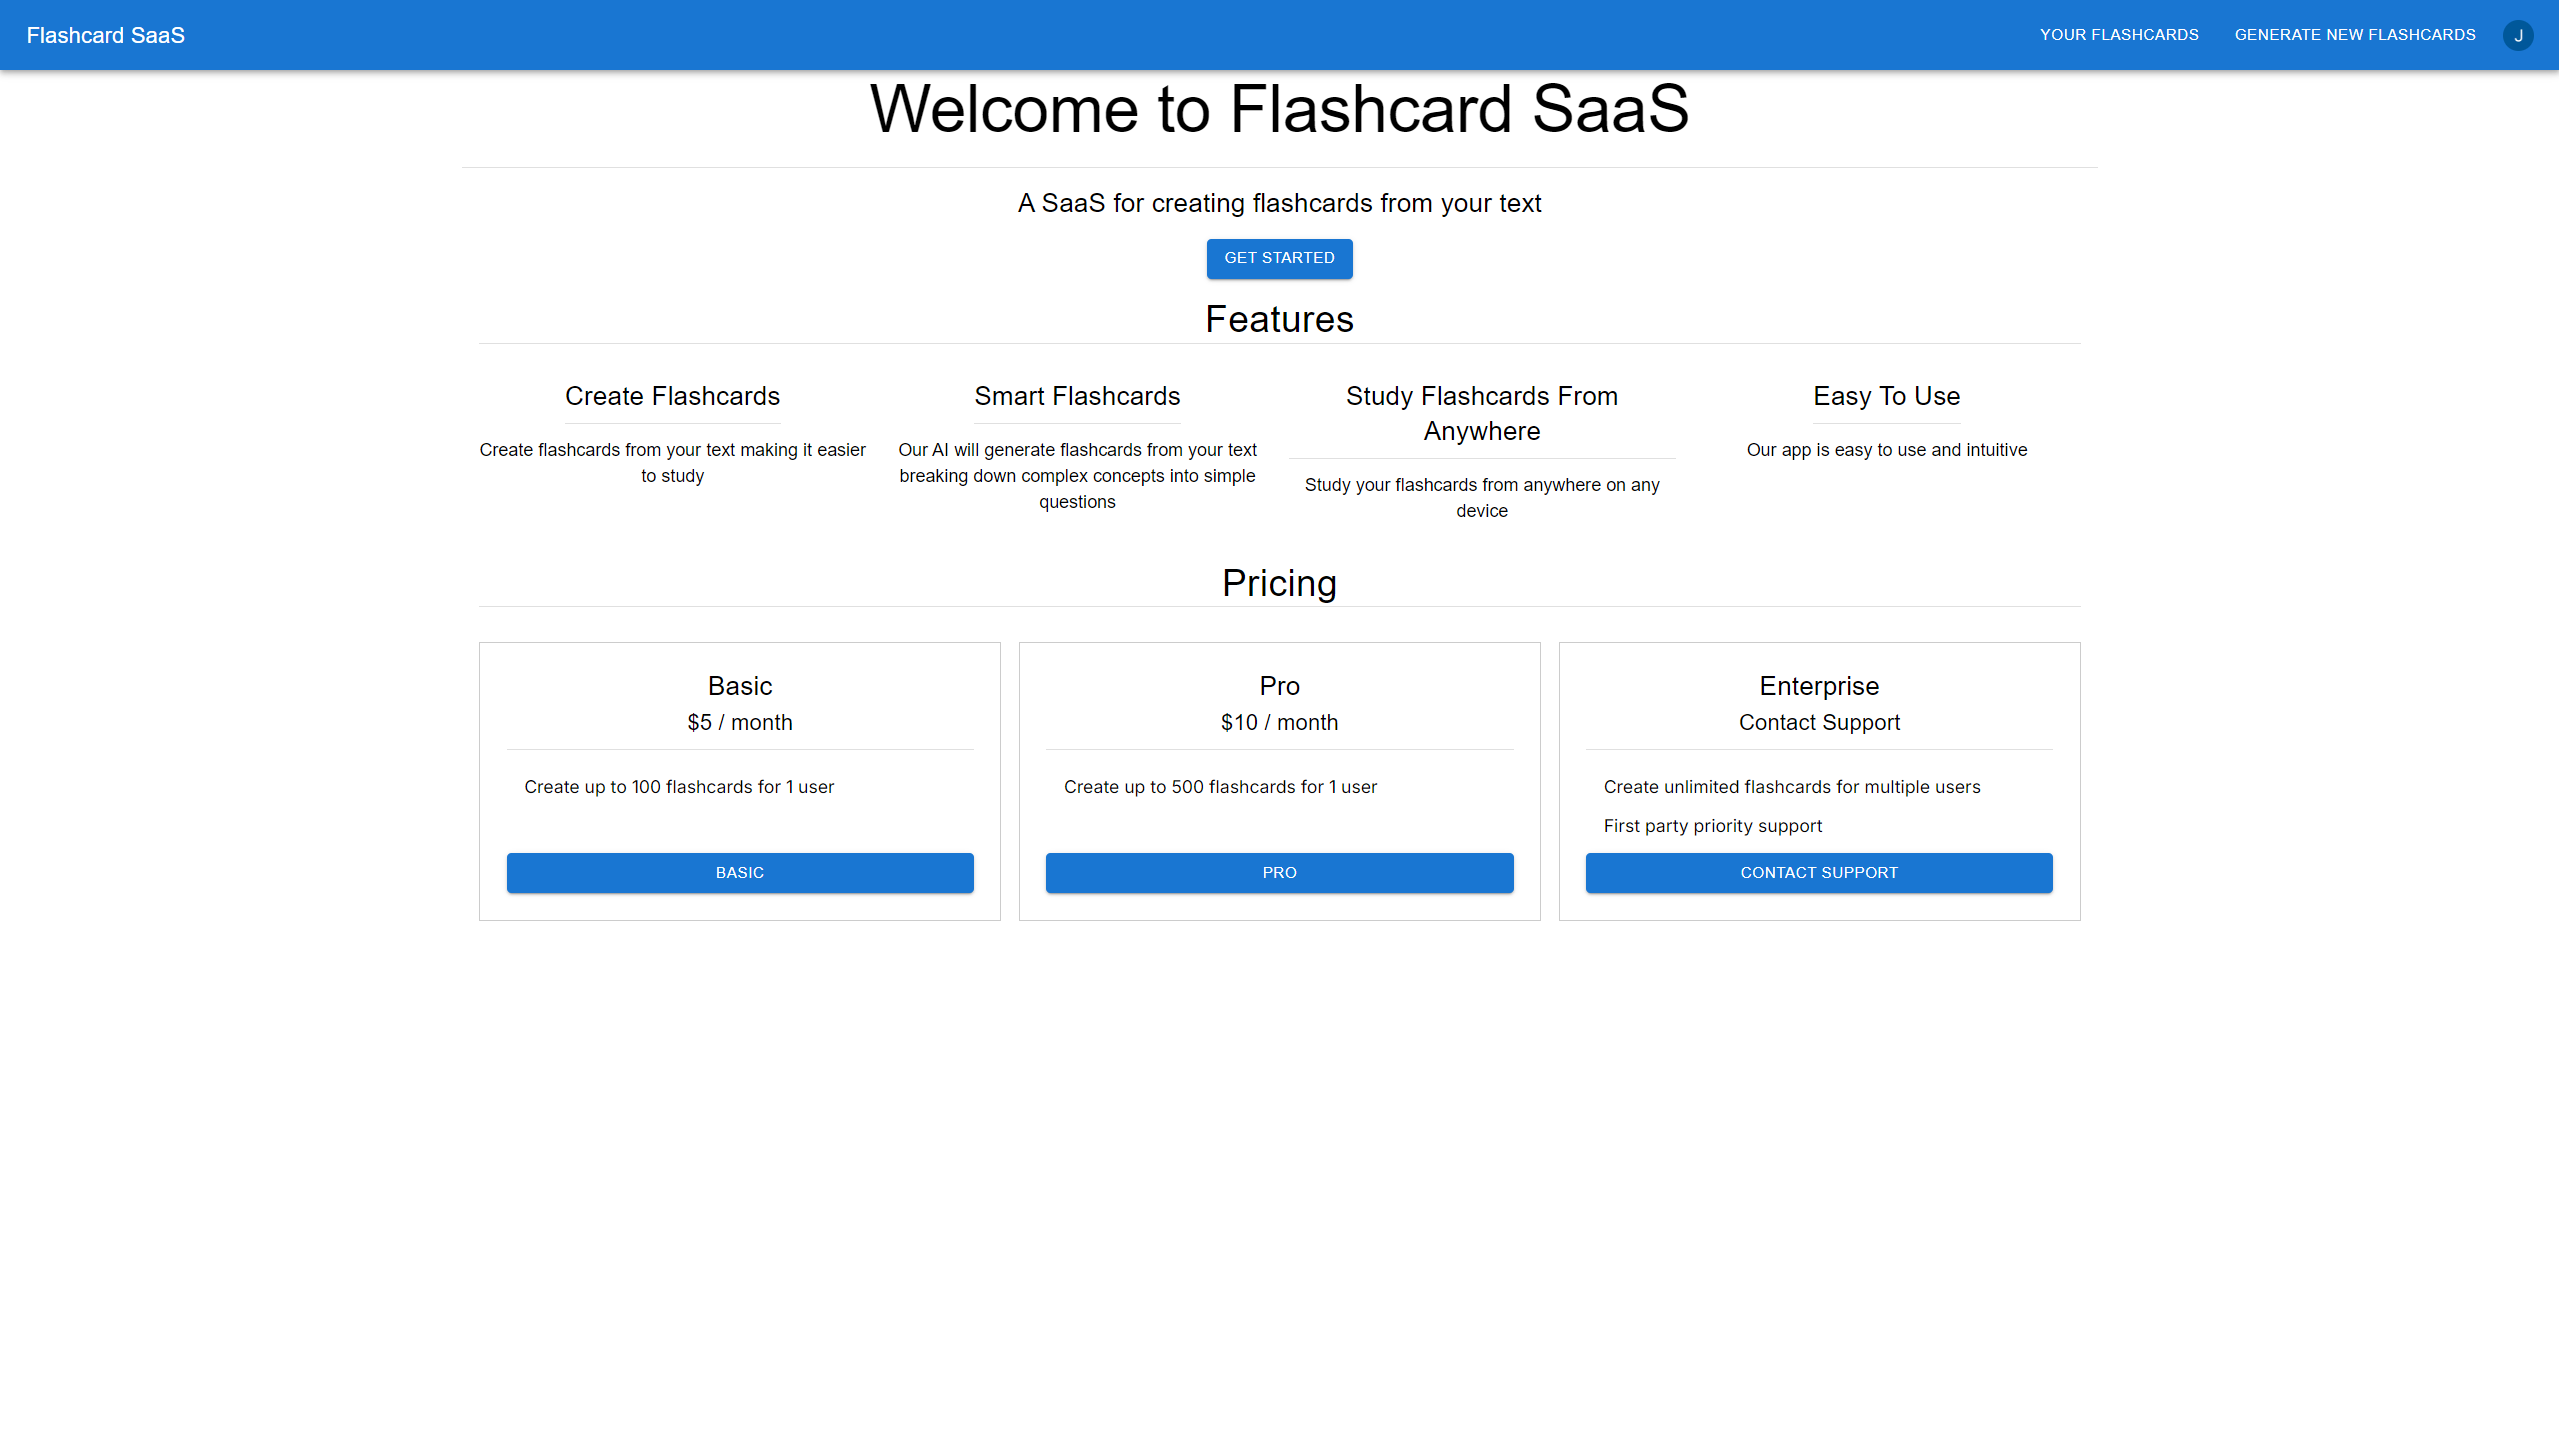 Flashcard SaaS
YOUR FLASHCARDS
GENERATE NEW FLASHCARDS
J
Welcome to Flashcard SaaS
A SaaS for creating flashcards from your text
GET STARTED
Features
Create Flashcards
Create flashcards from your text making it easier
to study
Smart Flashcards
Our AI will generate flashcards from your text
breaking down complex concepts into simple
questions
Study Flashcards From
Anywhere
Study your flashcards from anywhere on any
device
Easy To Use
Our app is easy to use and intuitive
Pricing
Basic
$5 / month
Create up to 100 flashcards for 1 user
BASIC
Pro
$10 / month
Create up to 500 flashcards for 1 user
PRO
Enterprise
Contact Support
Create unlimited flashcards for multiple users
First party priority support
CONTACT SUPPORT